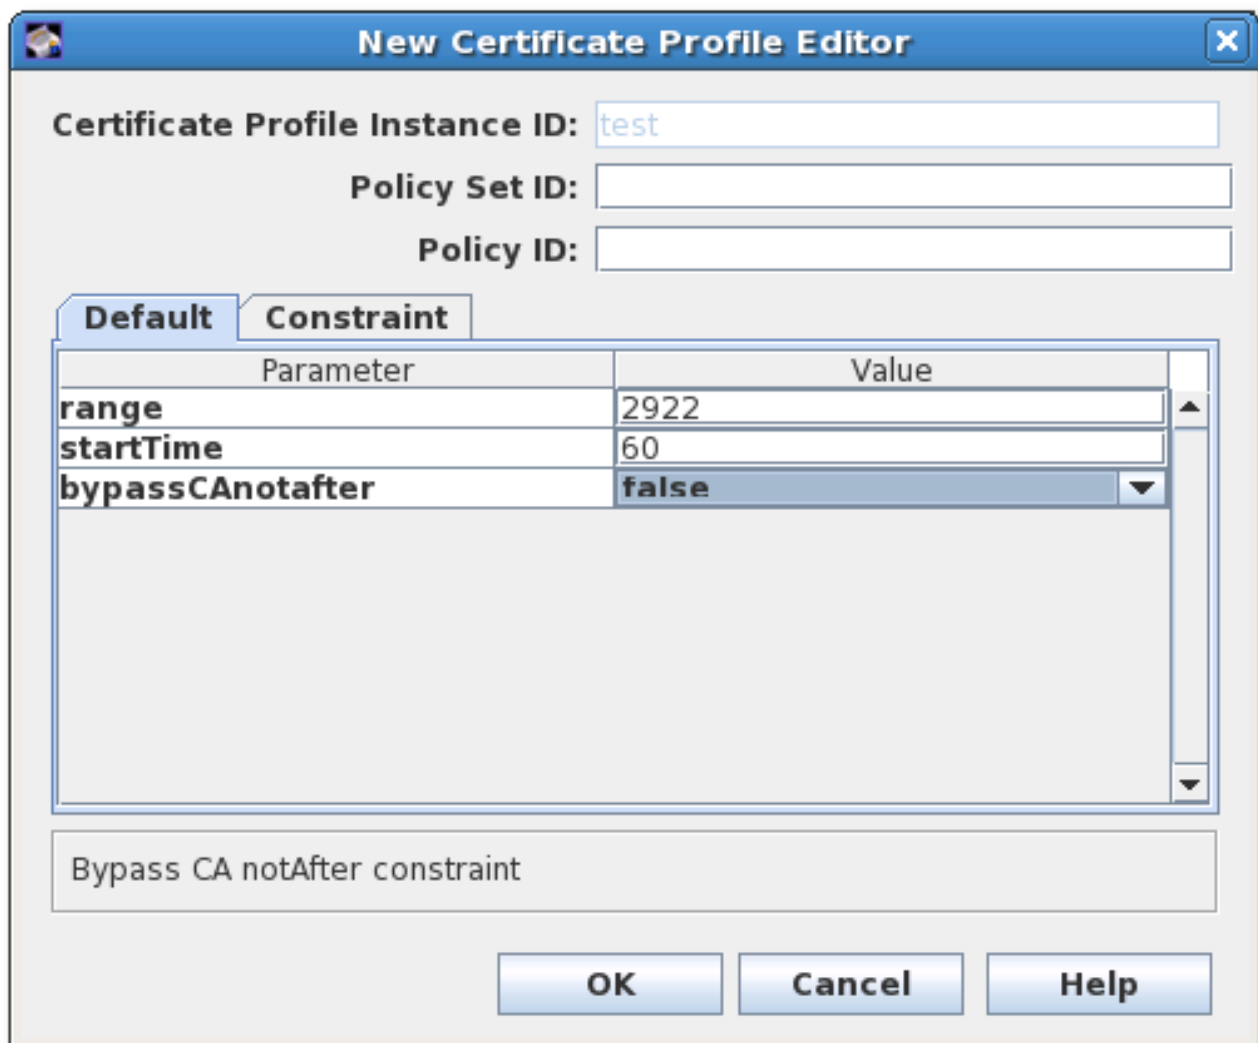 New Certificate Profile Editor
Certificate Profile Instance ID: test
Policy Set ID:
Policy ID:
Default Constraint
Parameter Value
range 2922
startTime 60
bypassCAnotafter false
Bypass CA notAfter constraint
OK Cancel Help